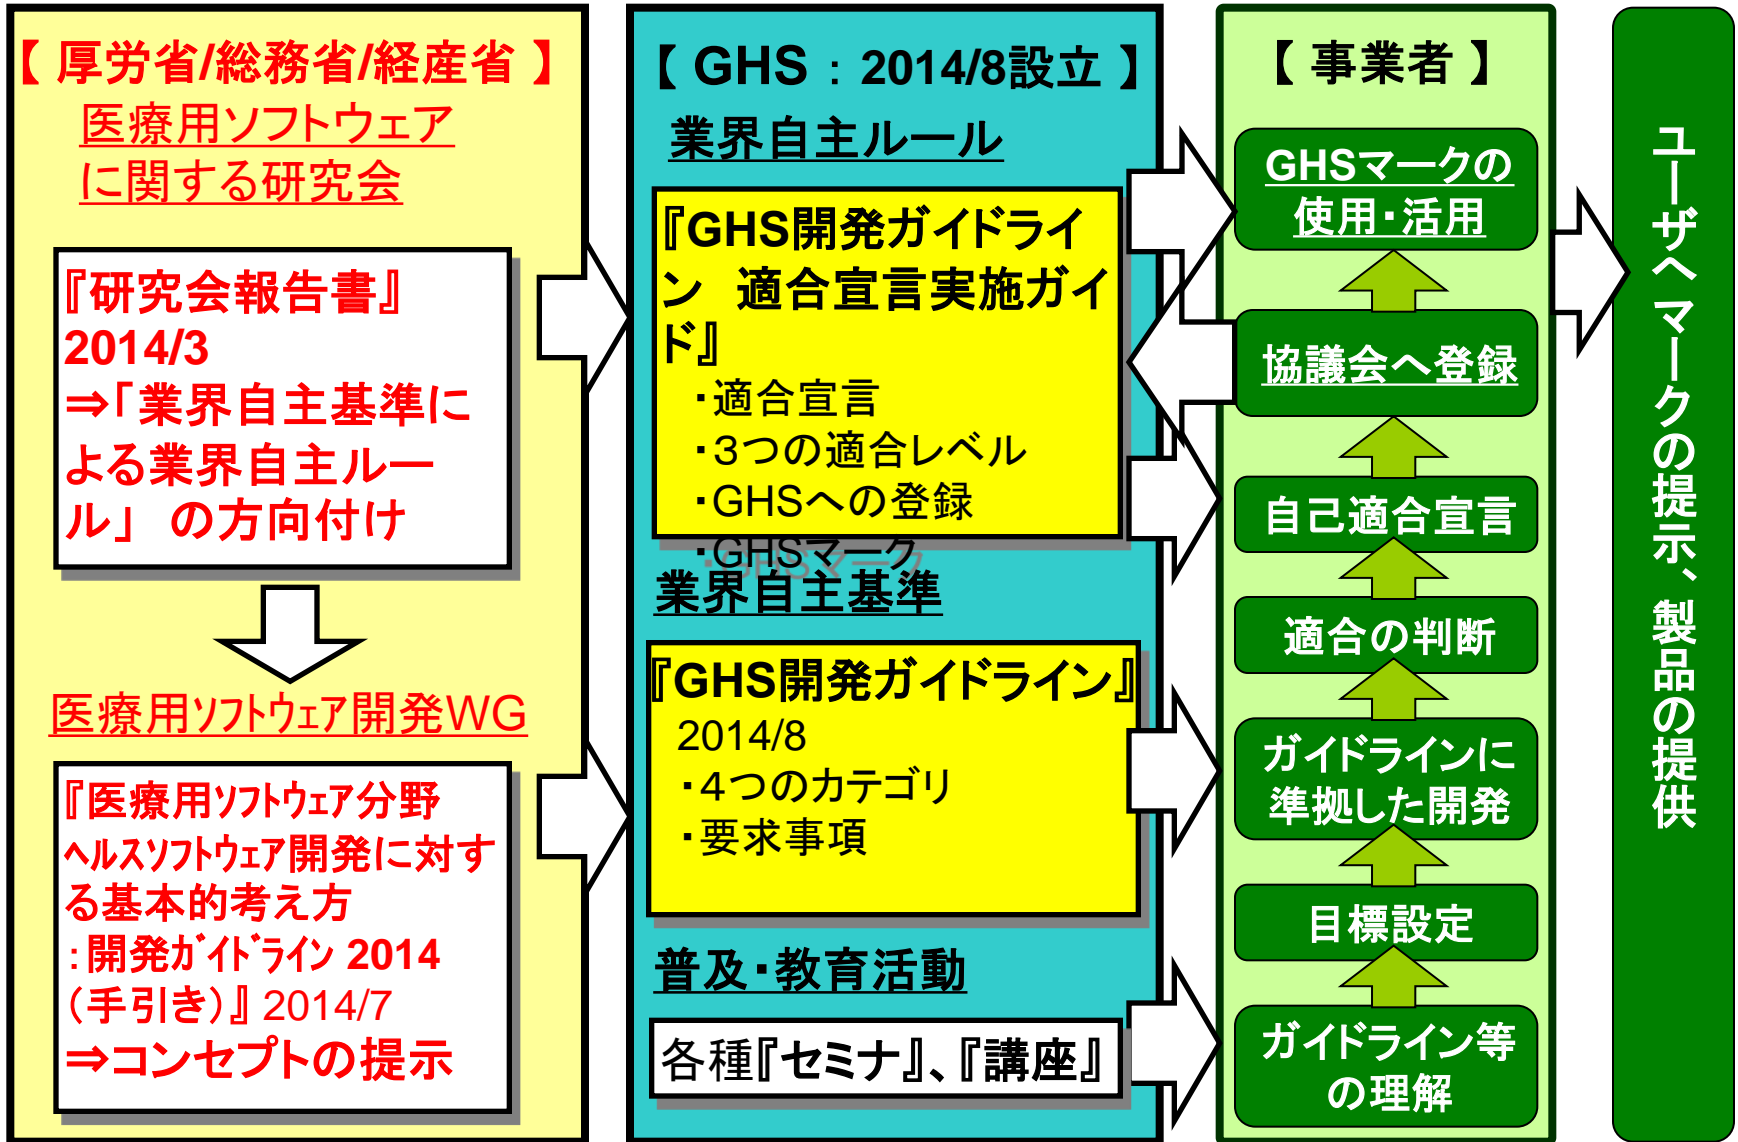 【 厚労省/総務省/経産省 】
医療用ソフトウェア
に関する研究会
『研究会報告書』
2014/3
⇒「業界自主基準に
よる業界自主ルー
ル」 の方向付け
医療用ソフトウェア開発WG
『医療用ソフトウェア分野
ヘルスソフトウェア開発に対す
る基本的考え方
:開発ガイドライン 2014
(手引き)』 2014/7
⇒コンセプトの提示
【 GHS : 2014/8設立 】
業界自主ルール
『GHS開発ガイドライ
ン 適合宣言実施ガイ
ド』
・適合宣言
・3つの適合レベル
・GHSへの登録
・GHSマーク
業界自主基準
『GHS開発ガイドライン』
2014/8
・4つのカテゴリ
・要求事項
普及・教育活動
各種『セミナ』、『講座』
【 事業者 】
GHSマークの
使用・活用
協議会へ登録
自己適合宣言
適合の判断
ガイドラインに
準拠した開発
目標設定
ガイドライン等
の理解
ユーザへ マークの提示、製品の提供